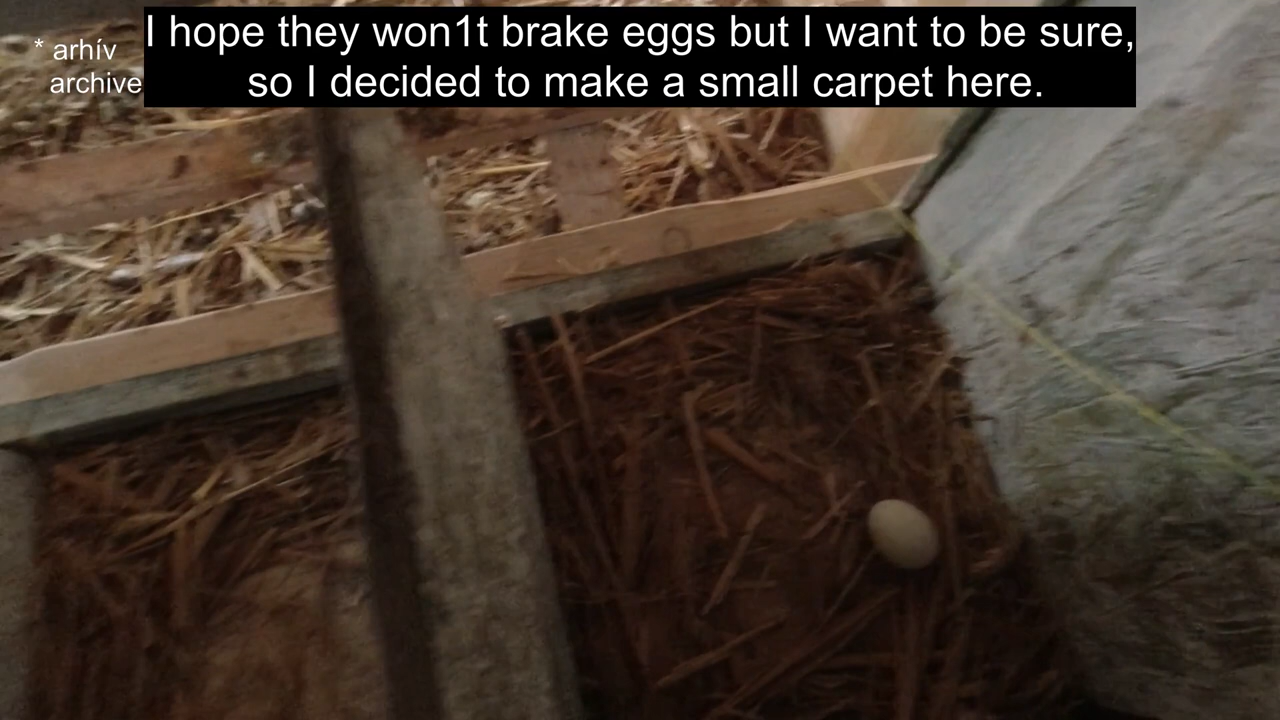 I hope they won1t brake eggs but I want to be sure,
so I decided to make a small carpet here.
* arhív
archive